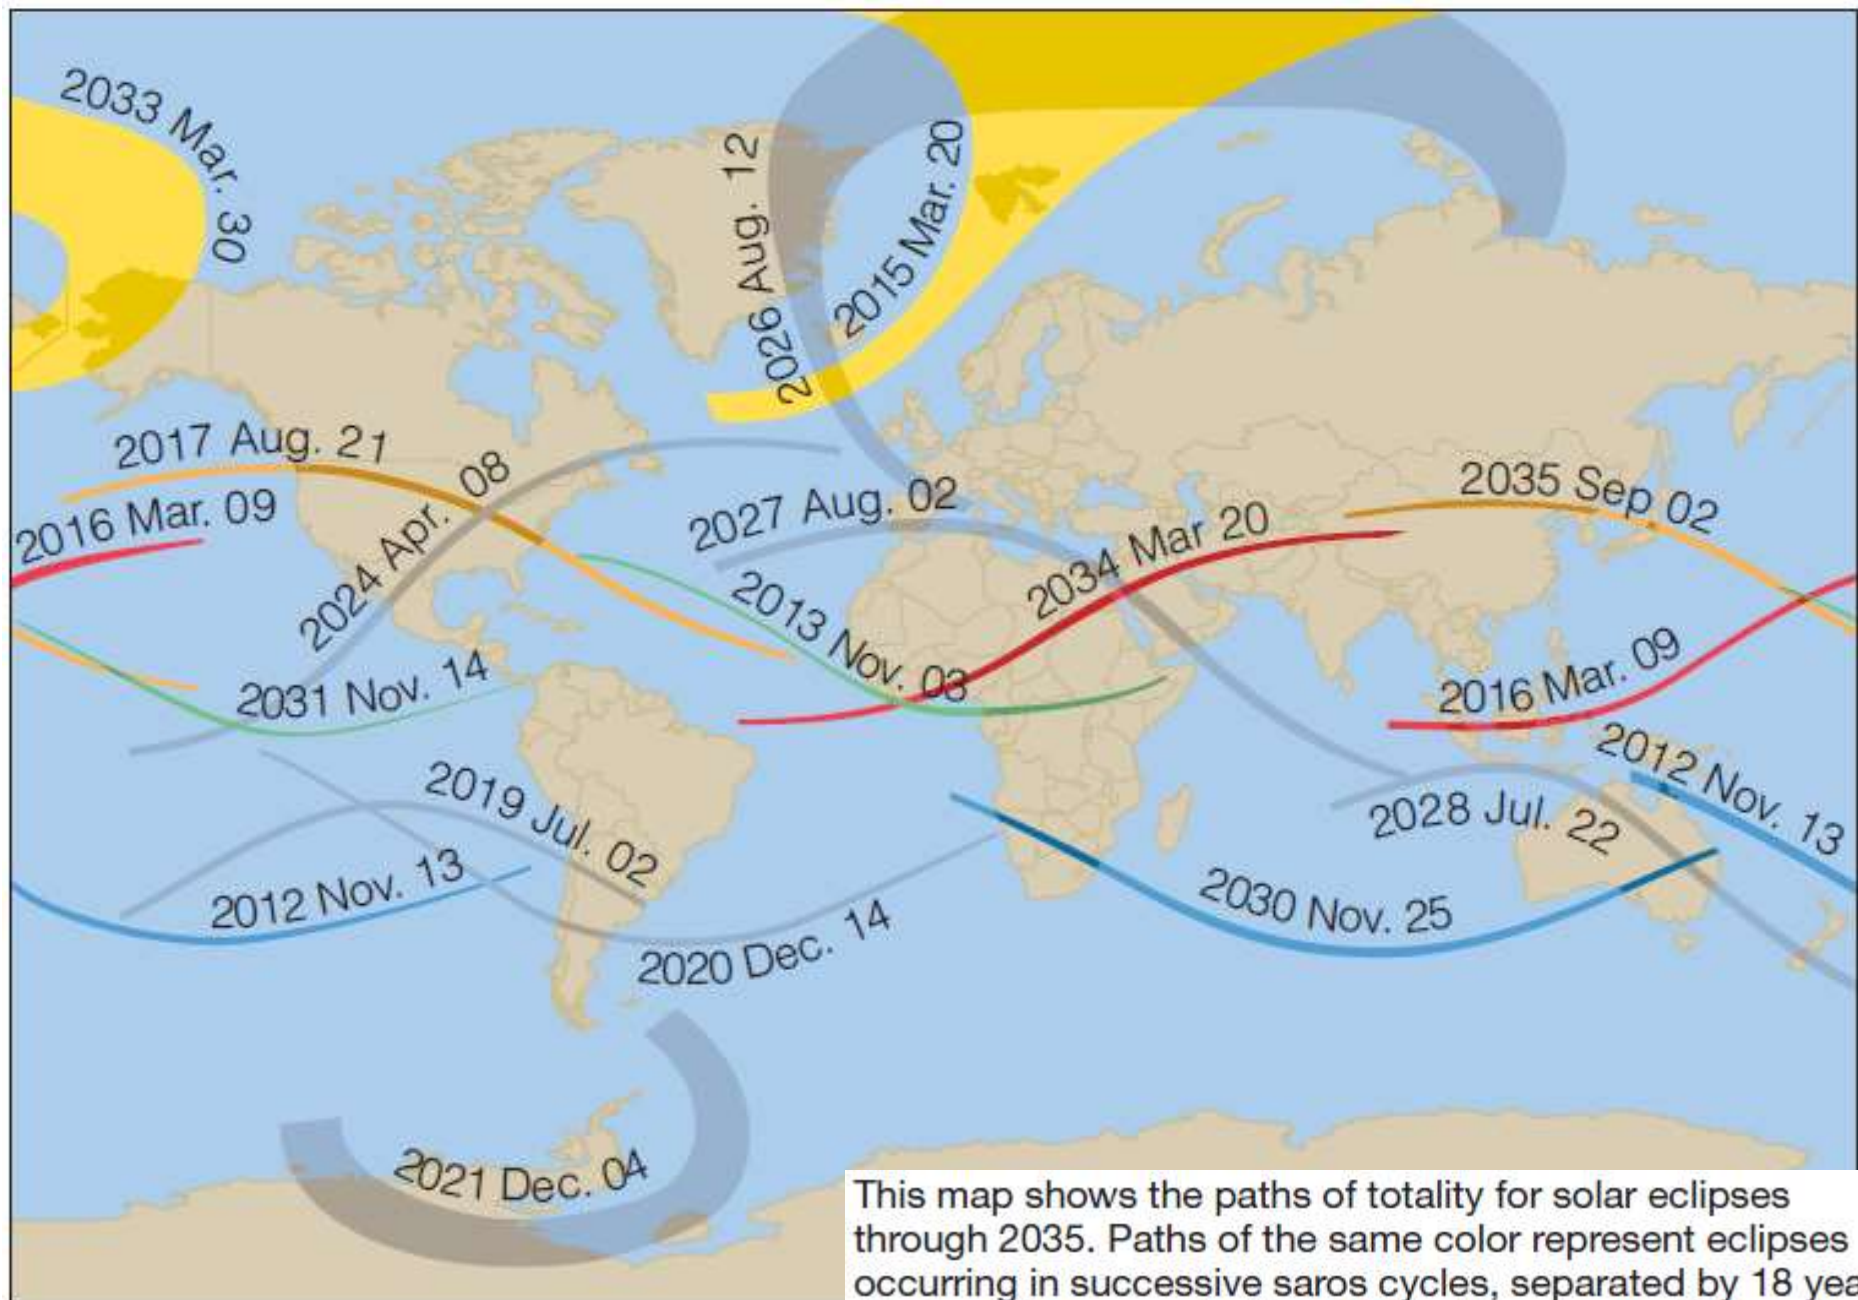 2033 Mar. 30
2026 Aug. 12
2015 Mar. 20
2017 Aug. 21
2016 Mar. 09
2024 Apr. 08
2027 Aug. 02
2034 Mar 20
2035 Sep 02
2013 Nov. 03
2031 Nov. 14
2016 Mar. 09
2012 Nov. 13
2019 Jul. 02
2028 Jul. 22
2012 Nov. 13
2030 Nov. 25
2020 Dec. 14
2021 Dec. 04
This map shows the paths of totality for solar eclipses
through 2035. Paths of the same color represent eclipses
occurring in successive saros cycles, separated by 18 yea